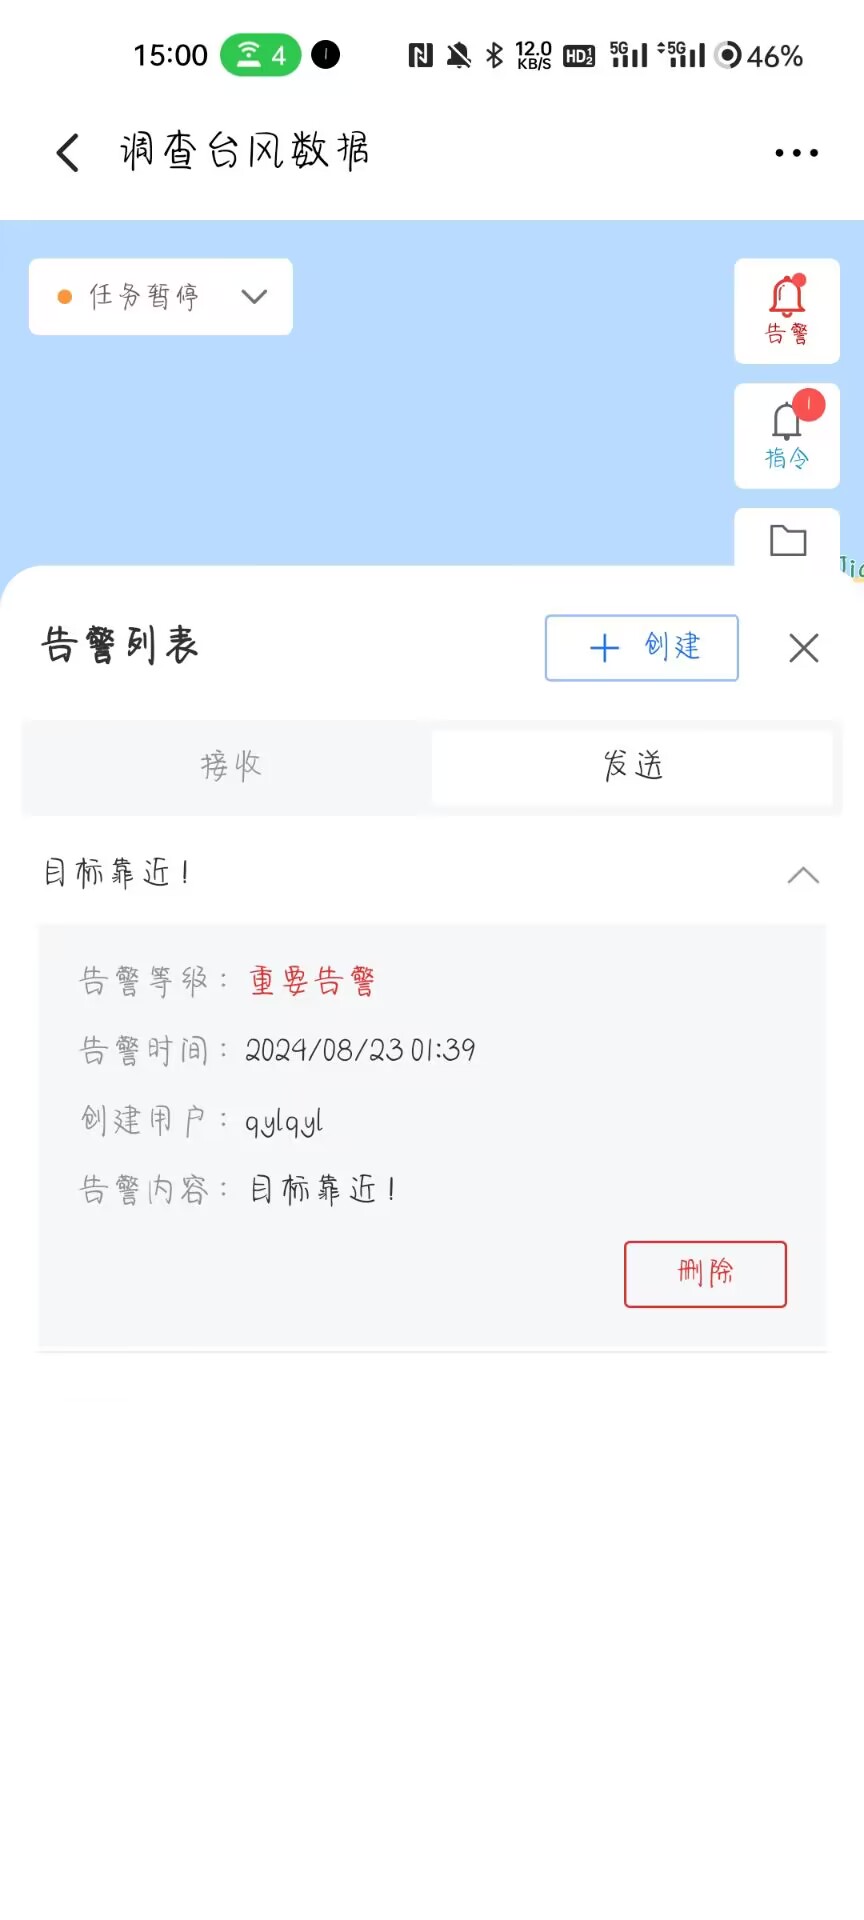 15:00 4 12.0 KB/S HD 1 2 5G 5G 46%
调查台风数据
任务暂停
告警
1
指令
告警列表
创建
接收 发送
目标靠近！
告警等级：重要告警
告警时间：2024/08/23 01:39
创建用户：qylqyl
告警内容：目标靠近！
删除